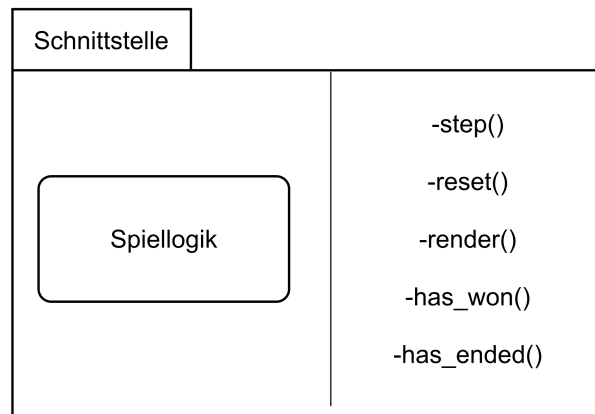 Schnittstelle
Spiellogik
-step()
-reset()
-render()
-has_won()
-has_ended()